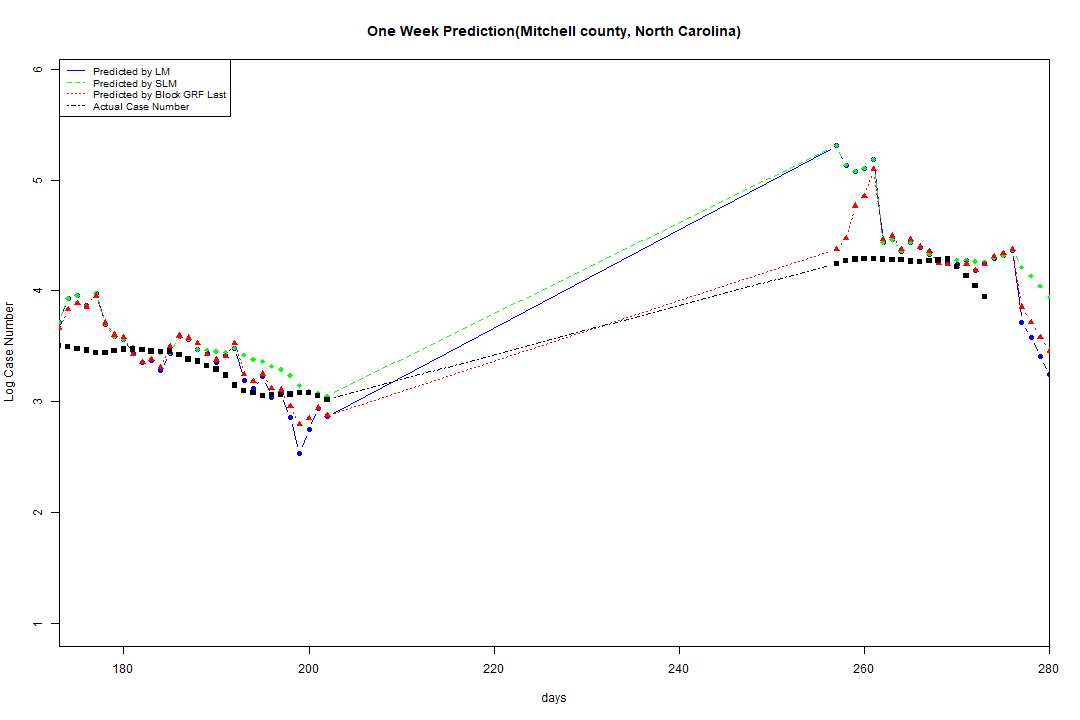 One Week Prediction(Mitchell county, North Carolina)
Predicted by LM
Predicted by SLM
Predicted by Block GRF Last
Actual Case Number
6
5
4
3
2
1
Log Case Number
180 200 220 240 260 280
days